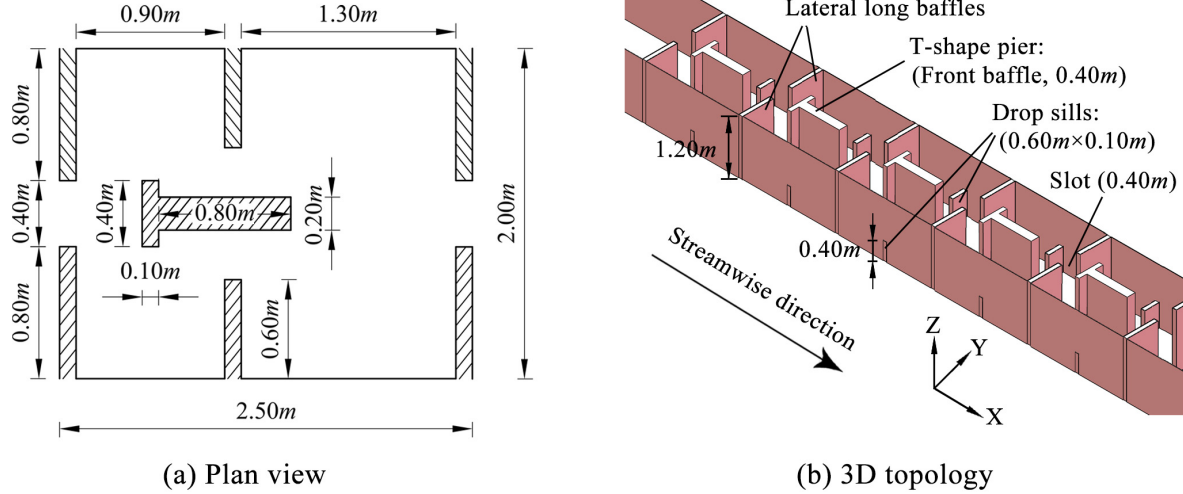 0.90m
1.30m
0.80m
0.40m
0.40m
0.80m
0.20m
2.00m
0.10m
0.80m
0.60m
2.50m
(a) Plan view
Lateral long baffles
T-shape pier:
(Front baffle, 0.40m)
Drop sills:
(0.60m×0.10m)
Slot (0.40m)
1.20m
0.40m
Streamwise direction
Z
Y
X
(b) 3D topology